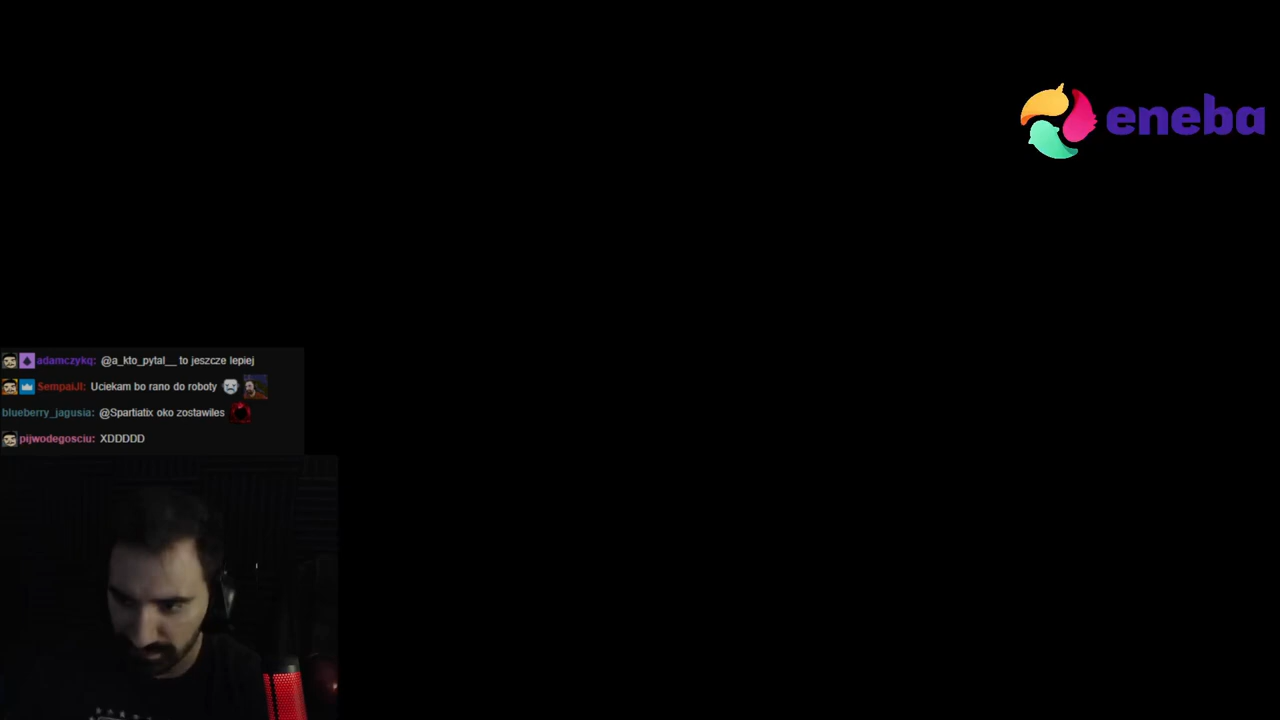 eneba
adamczykq: @a_kto_pytal__ to jeszcze lepiej
SempaiJI: Uciekam bo rano do roboty
blueberry_jagusia: @Spartiatix oko zostawiles
pijwodegosciu: XDDDDD